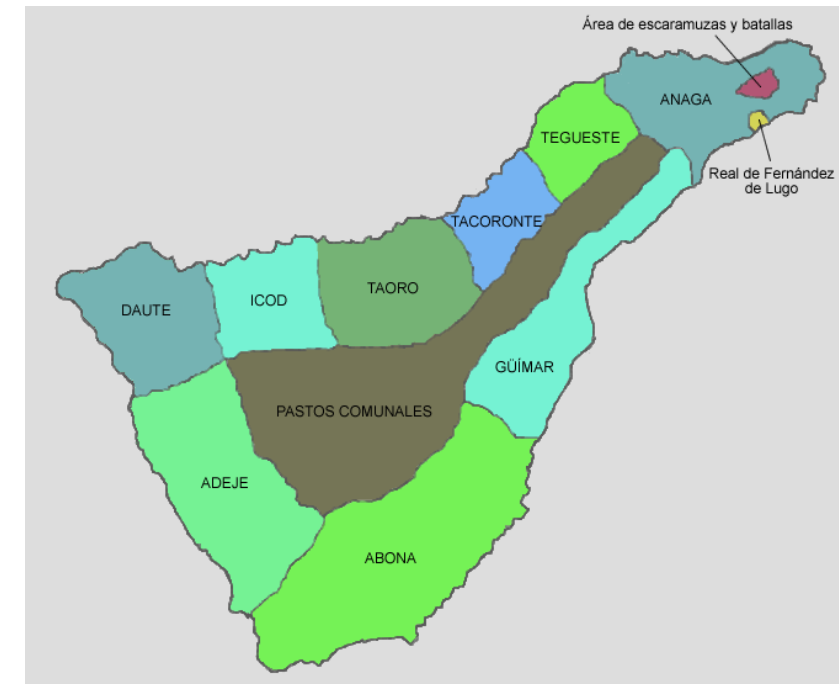 Área de escaramuzas y batallas
ANAGA
TEGUESTE
Real de Fernández
de Lugo
TACORONTE
TAORO
ICOD
DAUTE
GÜÍMAR
PASTOS COMUNALES
ADEJE
ABONA